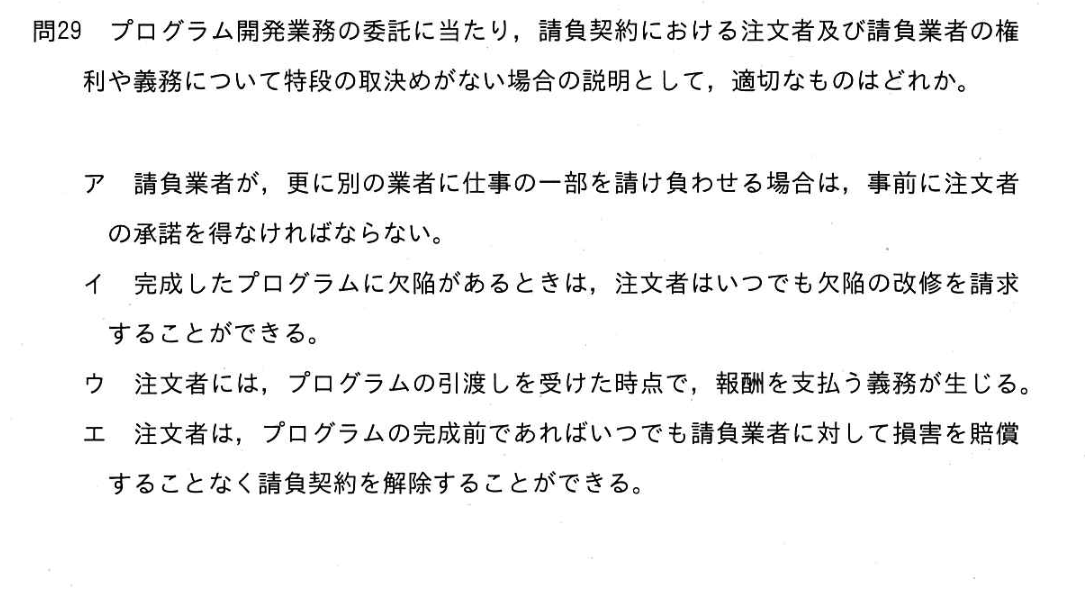 問29　プログラム開発業務の委託に当たり，請負契約における注文者及び請負業者の権
利や義務について特段の取決めがない場合の説明として，適切なものはどれか。
ア　請負業者が，更に別の業者に仕事の一部を請け負わせる場合は，事前に注文者
の承諾を得なければならない。
イ　完成したプログラムに欠陥があるときは，注文者はいつでも欠陥の改修を請求
することができる。
ウ　注文者には，プログラムの引渡しを受けた時点で，報酬を支払う義務が生じる。
エ　注文者は，プログラムの完成前であればいつでも請負業者に対して損害を賠償
することなく請負契約を解除することができる。